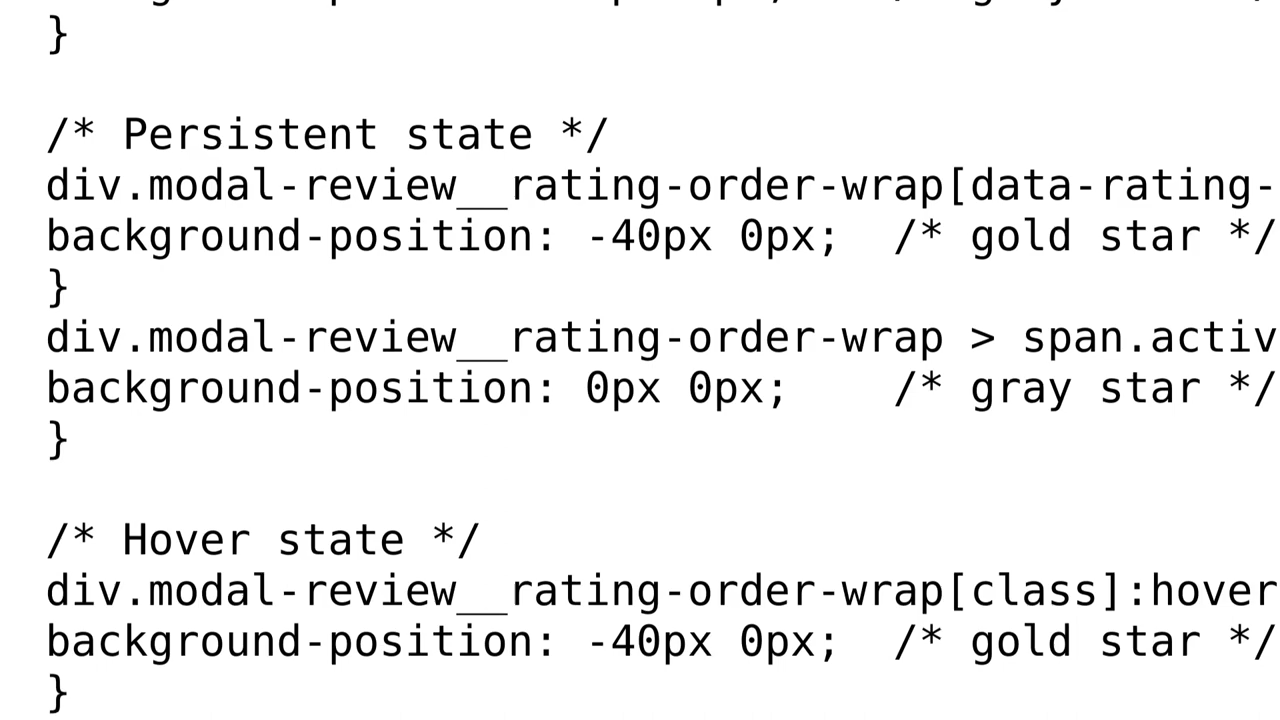 }
/* Persistent state */
div.modal-review__rating-order-wrap[data-rating-
background-position: -40px 0px;  /* gold star */
}
div.modal-review__rating-order-wrap > span.activ
background-position: 0px 0px;    /* gray star */
}
/* Hover state */
div.modal-review__rating-order-wrap[class]:hover
background-position: -40px 0px;  /* gold star */
}